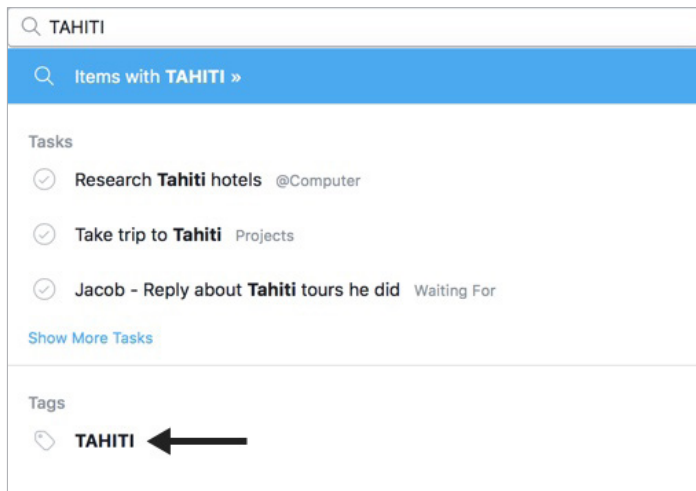 TAHITI
Items with TAHITI »
Tasks
Research Tahiti hotels @Computer
Take trip to Tahiti Projects
Jacob - Reply about Tahiti tours he did Waiting For
Show More Tasks
Tags
TAHITI